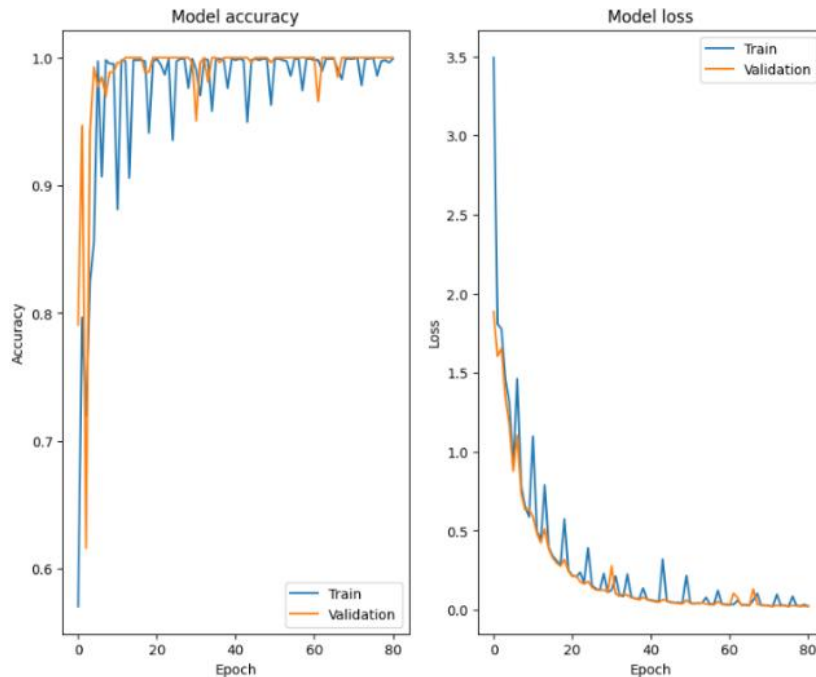 Model accuracy
1.0
0.9
0.8
0.7
0.6
Accuracy
0
20
40
60
80
Epoch
Train
Validation
Model loss
3.5
3.0
2.5
2.0
1.5
1.0
0.5
0.0
Loss
0
20
40
60
80
Epoch
Train
Validation